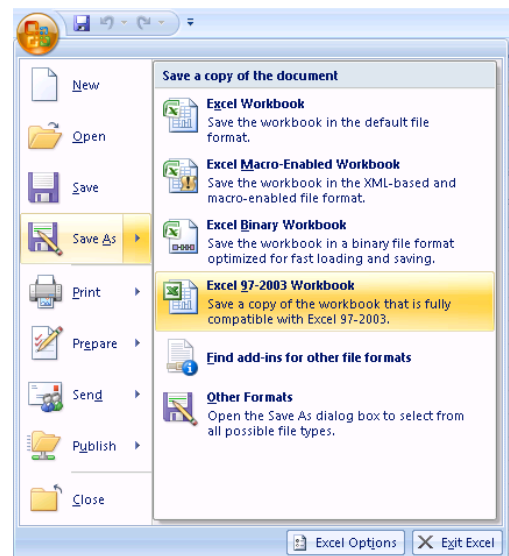 New
Open
Save
Save As
Print
Prepare
Send
Publish
Close
Save a copy of the document
Excel Workbook
Save the workbook in the default file
format.
Excel Macro-Enabled Workbook
Save the workbook in the XML-based and
macro-enabled file format.
Excel Binary Workbook
Save the workbook in a binary file format
optimized for fast loading and saving.
Excel 97-2003 Workbook
Save a copy of the workbook that is fully
compatible with Excel 97-2003.
Find add-ins for other file formats
Other Formats
Open the Save As dialog box to select from
all possible file types.
Excel Options
Exit Excel